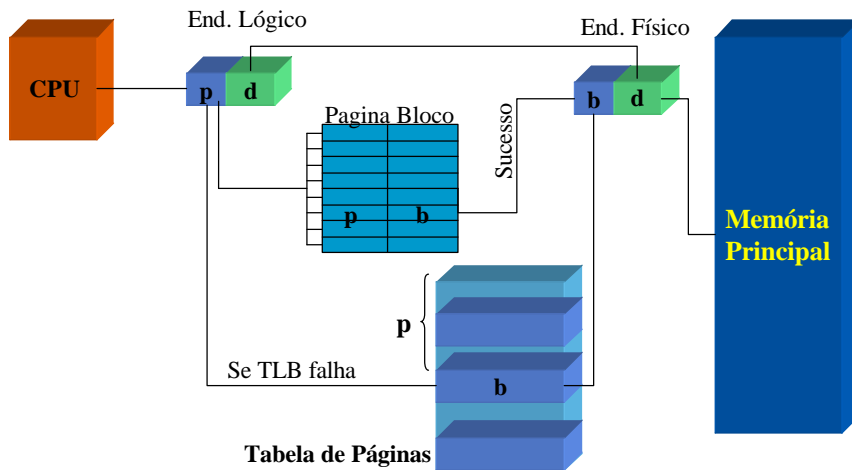 End. Lógico
End. Físico
CPU
p d
b d
Pagina Bloco
Sucesso
p b
Memória
Principal
p
Se TLB falha
b
Tabela de Páginas